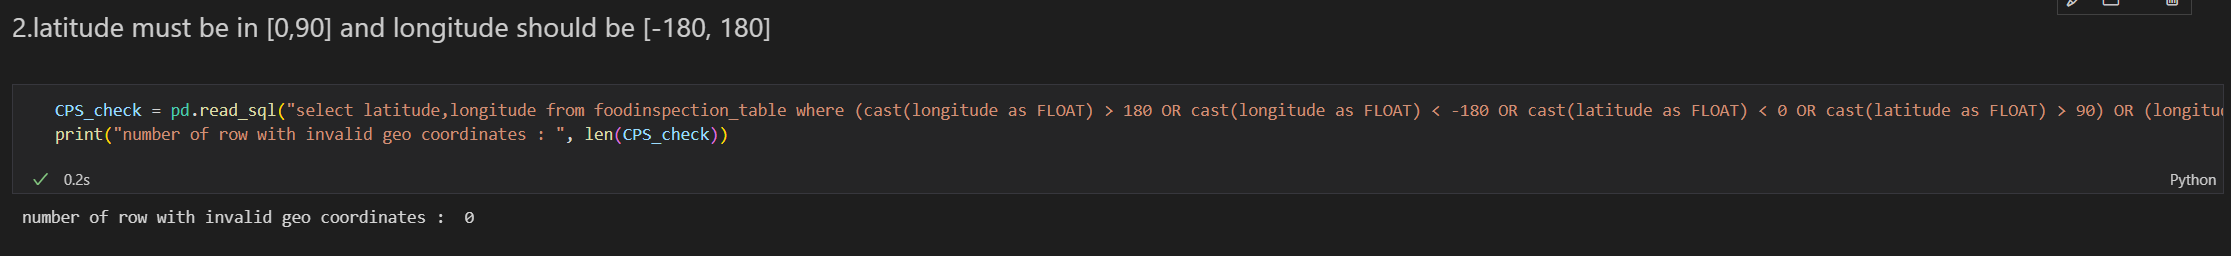 2.latitude must be in [0,90] and longitude should be [-180, 180]
CPS_check = pd.read_sql("select latitude,longitude from foodinspection_table where (cast(longitude as FLOAT) > 180 OR cast(longitude as FLOAT) < -180 OR cast(latitude as FLOAT) < 0 OR cast(latitude as FLOAT) > 90) OR
print("number of row with invalid geo coordinates : ", len(CPS_check))
0.2s
Python
number of row with invalid geo coordinates :  0